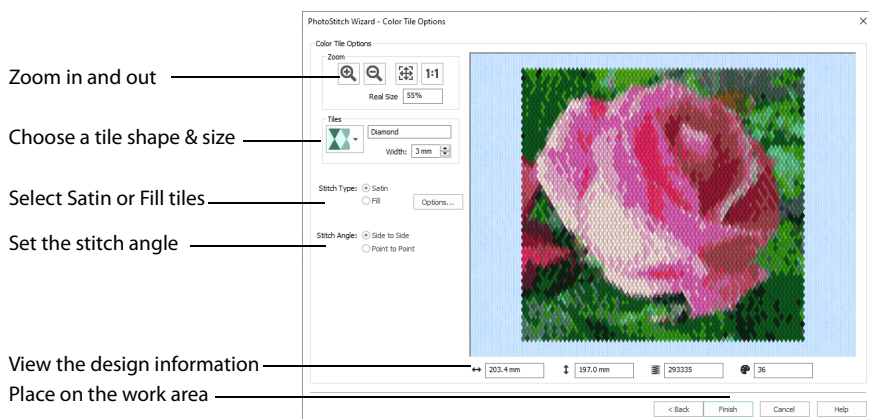 PhotoStitch Wizard - Color Tile Options
Color Tile Options
Zoom
Zoom in and out
1:1
Real Size 55%
Tiles
Choose a tile shape & size
Diamond
Width: 3 mm
Select Satin or Fill tiles
Stitch Type: Satin
Fill
Options...
Set the stitch angle
Stitch Angle: Side to Side
Point to Point
View the design information
203.4 mm 197.0 mm 293335 36
Place on the work area
< Back Finish Cancel Help